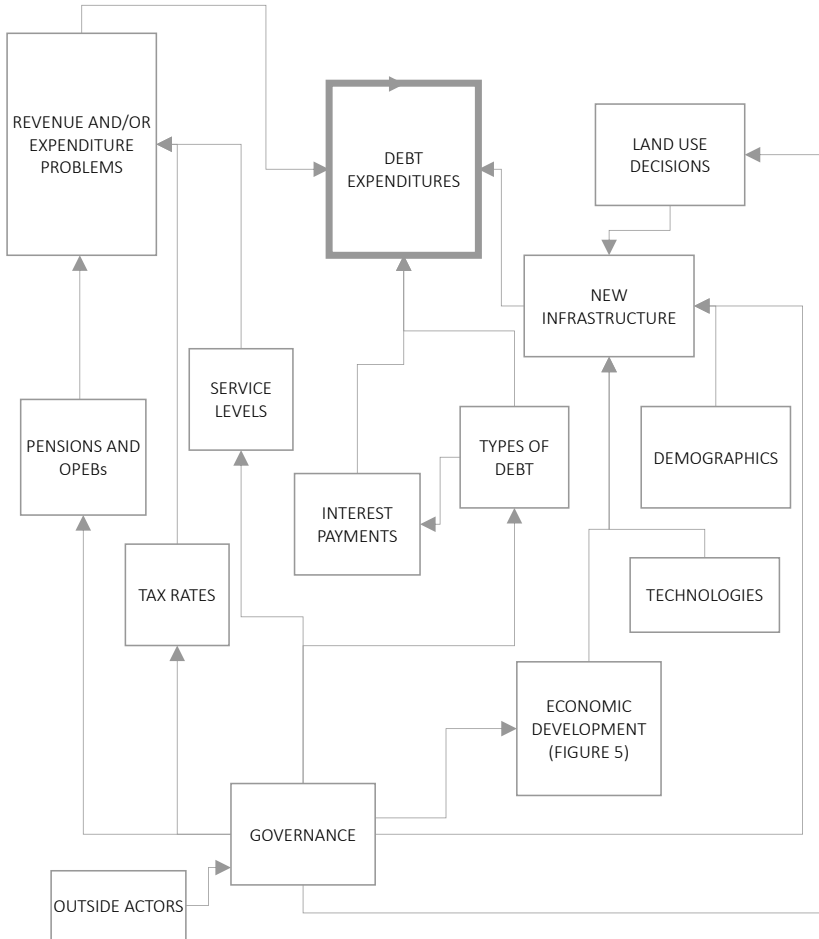 REVENUE AND/OR
EXPENDITURE
PROBLEMS
DEBT
EXPENDITURES
LAND USE
DECISIONS
NEW
INFRASTRUCTURE
SERVICE
LEVELS
PENSIONS AND
OPEBs
TYPES OF
DEBT
DEMOGRAPHICS
INTEREST
PAYMENTS
TAX RATES
TECHNOLOGIES
ECONOMIC
DEVELOPMENT
(FIGURE 5)
GOVERNANCE
OUTSIDE ACTORS